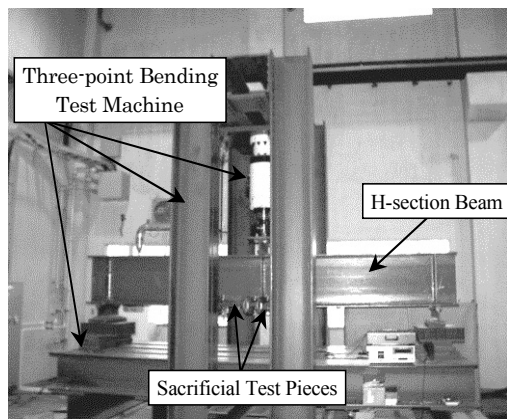 Three-point Bending
Test Machine
H-section Beam
Sacrificial Test Pieces